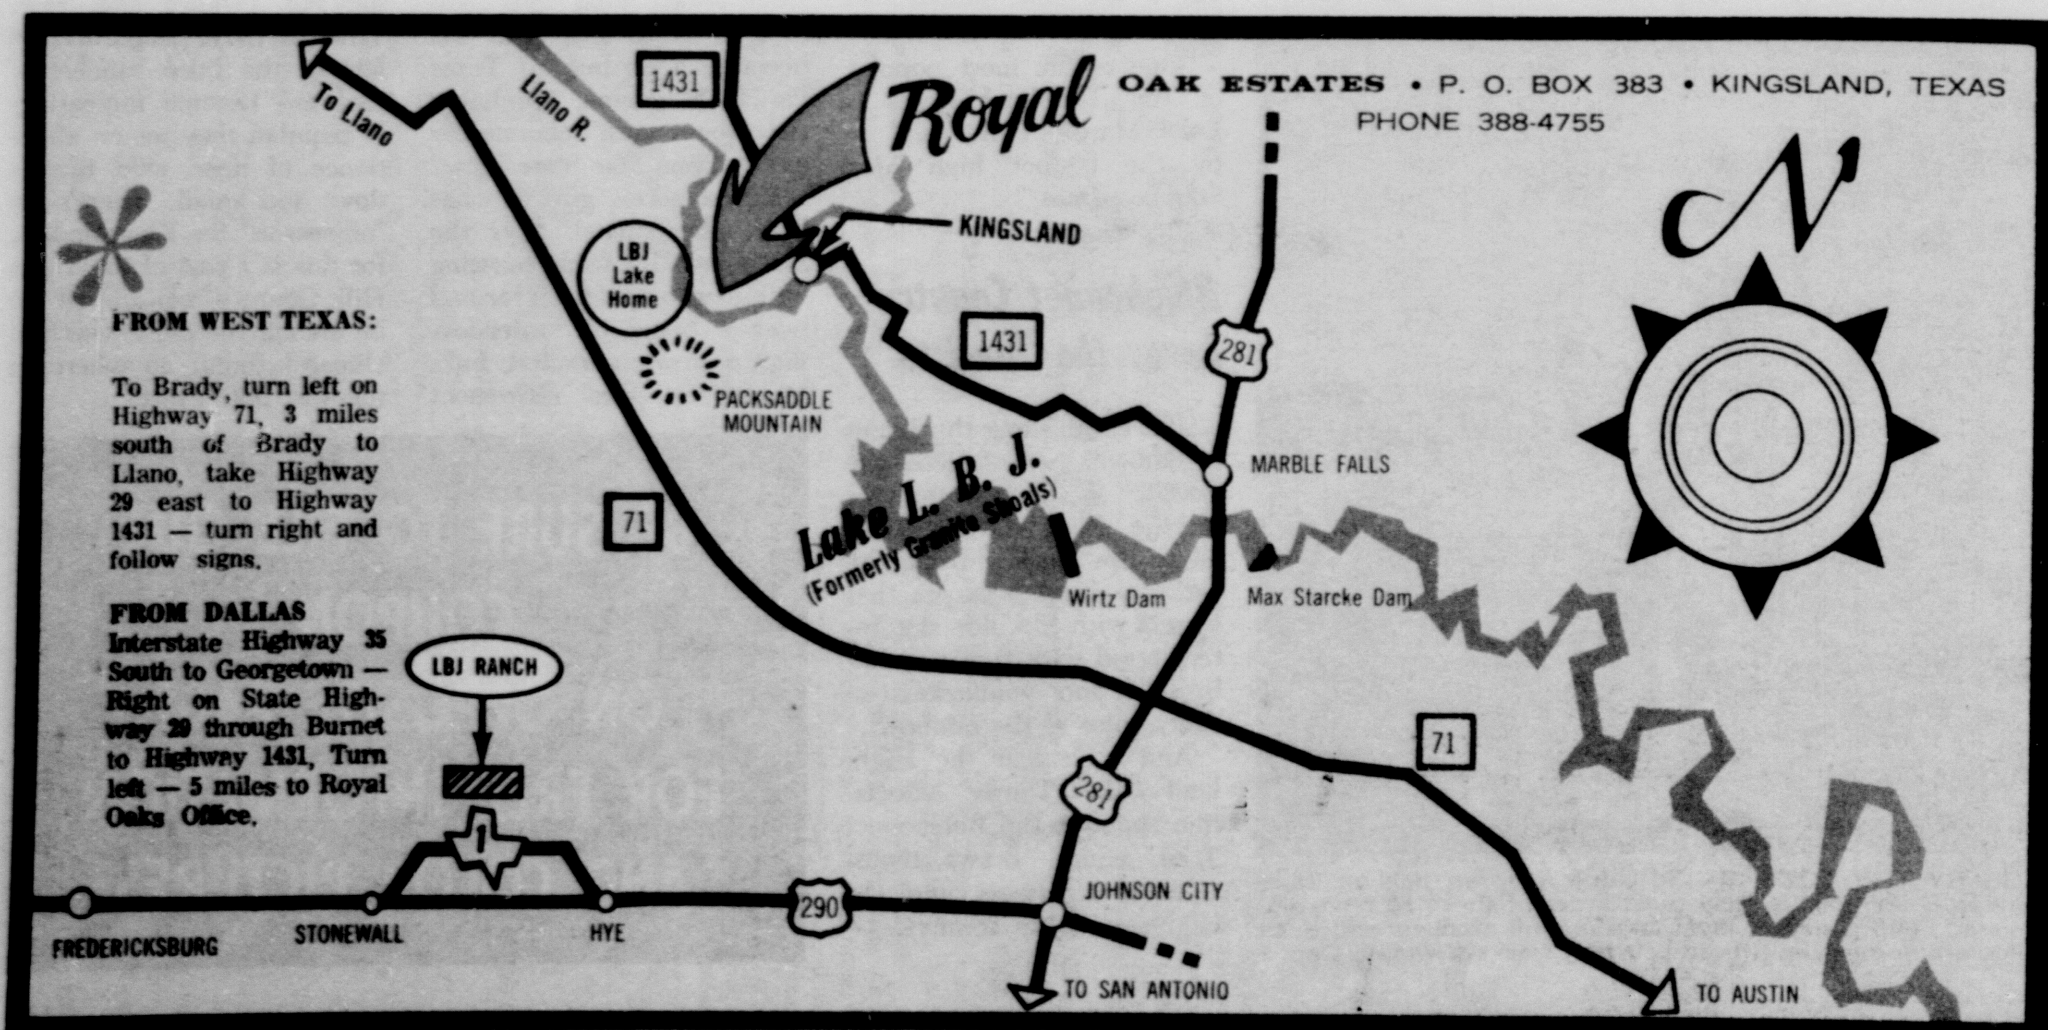 Royal OAK ESTATES • P. O. BOX 383 • KINGSLAND, TEXAS
PHONE 388-4755
To Llano
Llano R.
1431
KINGSLAND
LBJ
Lake
Home
PACKSADDLE
MOUNTAIN
1431
281
MARBLE FALLS
Lake L. B. J.
(Formerly Granite Shoals)
Wirtz Dam
Max Starcke Dam
71
71
281
N
FROM WEST TEXAS:
To Brady, turn left on
Highway 71, 3 miles
south of Brady to
Llano, take Highway
29 east to Highway
1431 — turn right and
follow signs.
FROM DALLAS
Interstate Highway 35
South to Georgetown —
Right on State High-
way 29 through Burnet
to Highway 1431, Turn
left — 5 miles to Royal
Oaks Office.
LBJ RANCH
1
290
FREDERICKSBURG
STONEWALL
HYE
JOHNSON CITY
TO SAN ANTONIO
TO AUSTIN